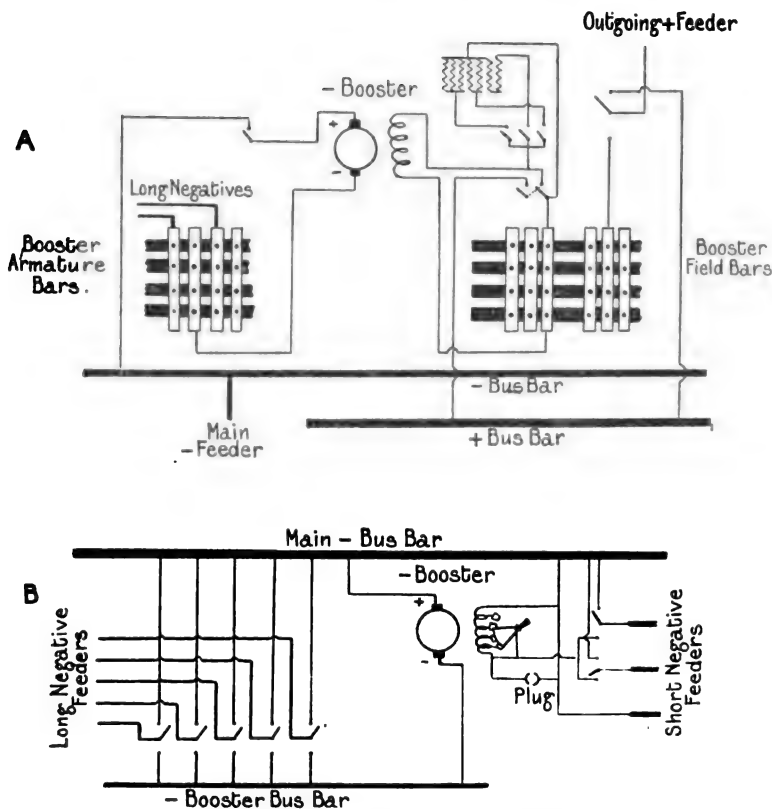 Outgoing+Feeder
- Booster
A
+
-
Long Negatives
Booster
Armature
Bars.
Booster
Field Bars
- Bus Bar
Main
- Feeder
+ Bus Bar
Main - Bus Bar
B
- Booster
+
-
Long Negative
Feeders
Plug
Short Negative
Feeders
- Booster Bus Bar